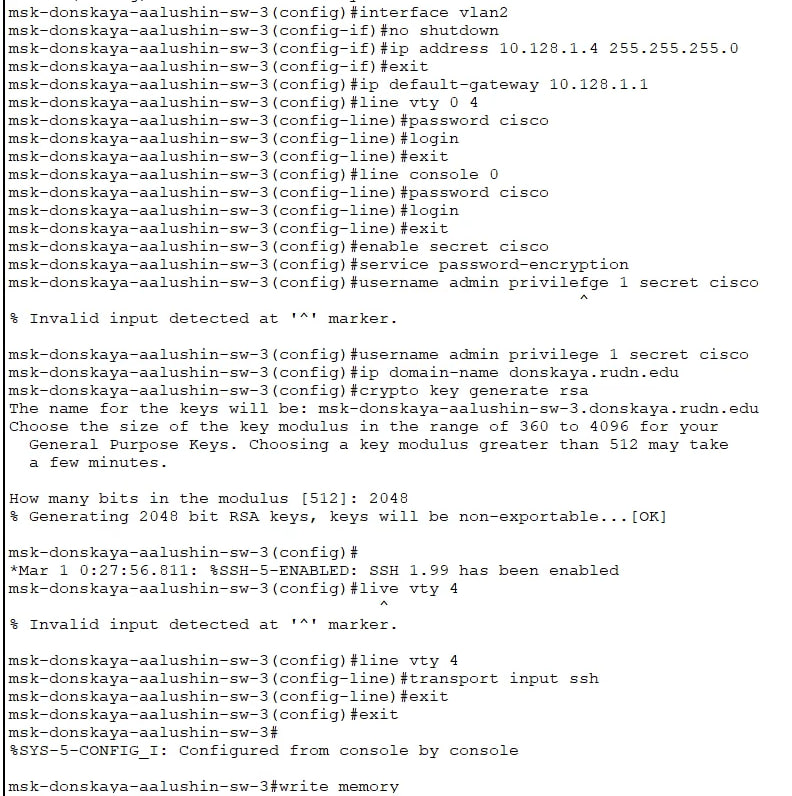 msk-donskaya-aalushin-sw-3(config)#interface vlan2
msk-donskaya-aalushin-sw-3(config-if)#no shutdown
msk-donskaya-aalushin-sw-3(config-if)#ip address 10.128.1.4 255.255.255.0
msk-donskaya-aalushin-sw-3(config-if)#exit
msk-donskaya-aalushin-sw-3(config)#ip default-gateway 10.128.1.1
msk-donskaya-aalushin-sw-3(config)#line vty 0 4
msk-donskaya-aalushin-sw-3(config-line)#password cisco
msk-donskaya-aalushin-sw-3(config-line)#login
msk-donskaya-aalushin-sw-3(config-line)#exit
msk-donskaya-aalushin-sw-3(config)#line console 0
msk-donskaya-aalushin-sw-3(config-line)#password cisco
msk-donskaya-aalushin-sw-3(config-line)#login
msk-donskaya-aalushin-sw-3(config-line)#exit
msk-donskaya-aalushin-sw-3(config)#enable secret cisco
msk-donskaya-aalushin-sw-3(config)#service password-encryption
msk-donskaya-aalushin-sw-3(config)#username admin privilefge 1 secret cisco
^
% Invalid input detected at '^' marker.
msk-donskaya-aalushin-sw-3(config)#username admin privilege 1 secret cisco
msk-donskaya-aalushin-sw-3(config)#ip domain-name donskaya.rudn.edu
msk-donskaya-aalushin-sw-3(config)#crypto key generate rsa
The name for the keys will be: msk-donskaya-aalushin-sw-3.donskaya.rudn.edu
Choose the size of the key modulus in the range of 360 to 4096 for your
General Purpose Keys. Choosing a key modulus greater than 512 may take
a few minutes.
How many bits in the modulus [512]: 2048
% Generating 2048 bit RSA keys, keys will be non-exportable...[OK]
msk-donskaya-aalushin-sw-3(config)#
*Mar 1 0:27:56.811: %SSH-5-ENABLED: SSH 1.99 has been enabled
msk-donskaya-aalushin-sw-3(config)#live vty 4
^
% Invalid input detected at '^' marker.
msk-donskaya-aalushin-sw-3(config)#line vty 4
msk-donskaya-aalushin-sw-3(config-line)#transport input ssh
msk-donskaya-aalushin-sw-3(config-line)#exit
msk-donskaya-aalushin-sw-3(config)#exit
msk-donskaya-aalushin-sw-3#
%SYS-5-CONFIG_I: Configured from console by console
msk-donskaya-aalushin-sw-3#write memory